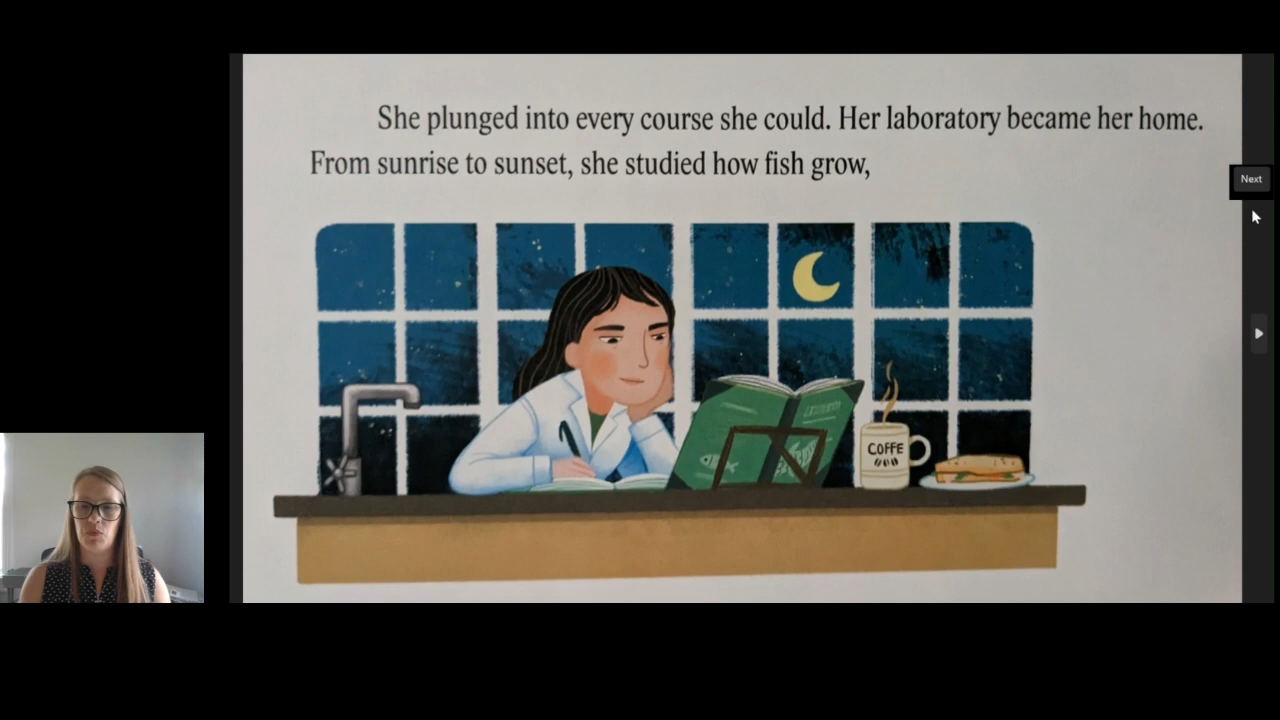 She plunged into every course she could. Her laboratory became her home.
From sunrise to sunset, she studied how fish grow,
Next
COFFE